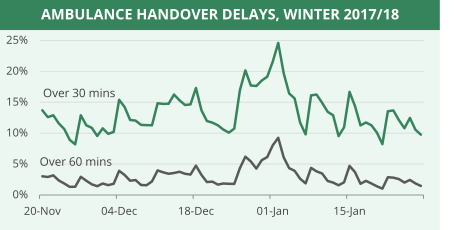 AMBULANCE HANDOVER DELAYS, WINTER 2017/18
25%
20%
15%
Over 30 mins
10%
Over 60 mins
5%
0%
20-Nov 04-Dec 18-Dec 01-Jan 15-Jan